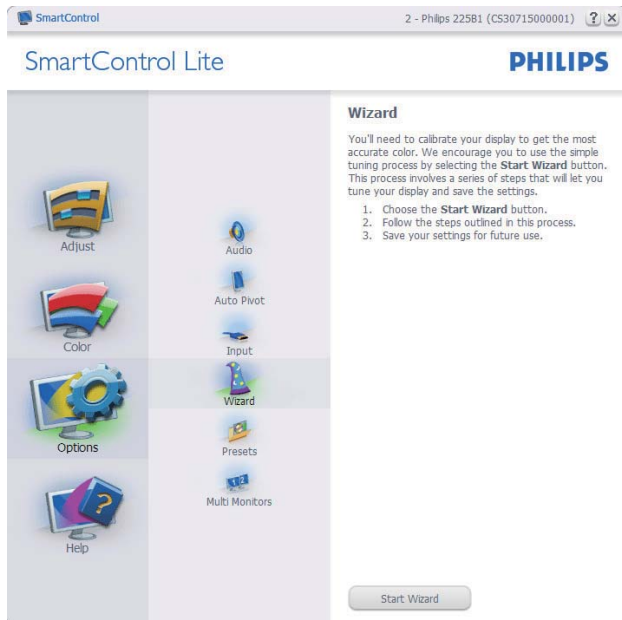 SmartControl
2 - Philips 225B1 (CS30715000001)
? X
SmartControl Lite
PHILIPS
Adjust
Color
Options
Help
Audio
Auto Pivot
Input
Wizard
Presets
1 2
Multi Monitors
Wizard
You'll need to calibrate your display to get the most
accurate color. We encourage you to use the simple
tuning process by selecting the Start Wizard button.
This process involves a series of steps that will let you
tune your display and save the settings.
1. Choose the Start Wizard button.
2. Follow the steps outlined in this process.
3. Save your settings for future use.
Start Wizard